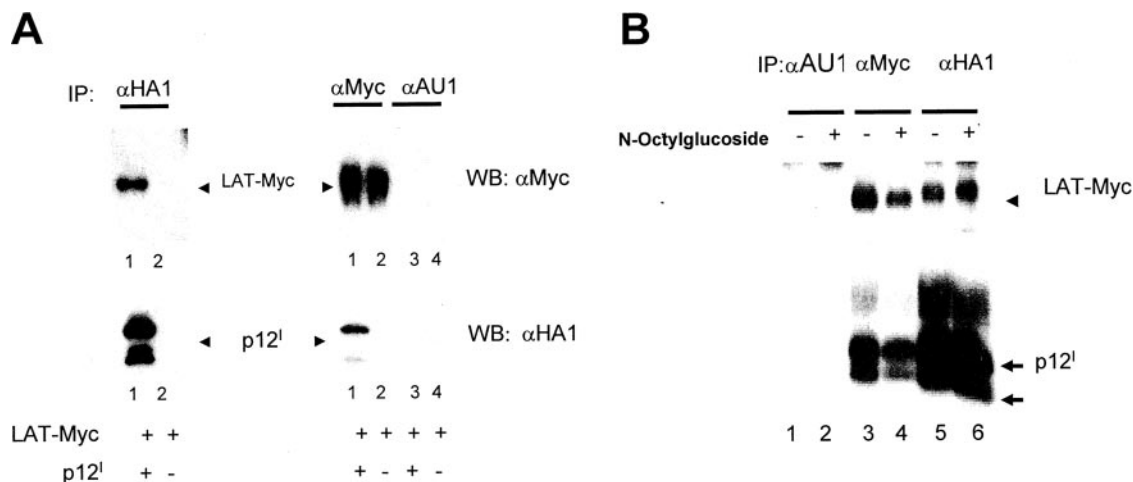 A
IP: αHA1 αMyc αAU1
LAT-Myc WB: αMyc
1 2 1 2 3 4
p12ᴵ WB: αHA1
1 2 1 2 3 4
LAT-Myc + + + + + +
p12ᴵ + - + - + -
B
IP: αAU1 αMyc αHA1
N-Octylglucoside - + - + - +
LAT-Myc
p12ᴵ
1 2 3 4 5 6